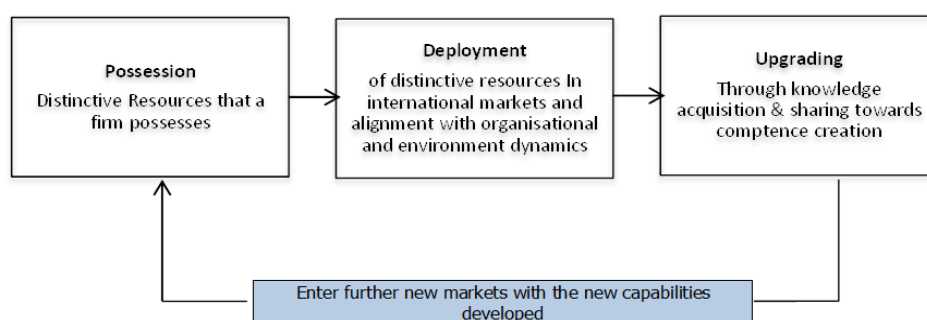 Possession
Distinctive Resources that a
firm possesses
Deployment
of distinctive resources In
international markets and
alignment with organisational
and environment dynamics
Upgrading
Through knowledge
acquisition & sharing towards
comptence creation
Enter further new markets with the new capabilities
developed